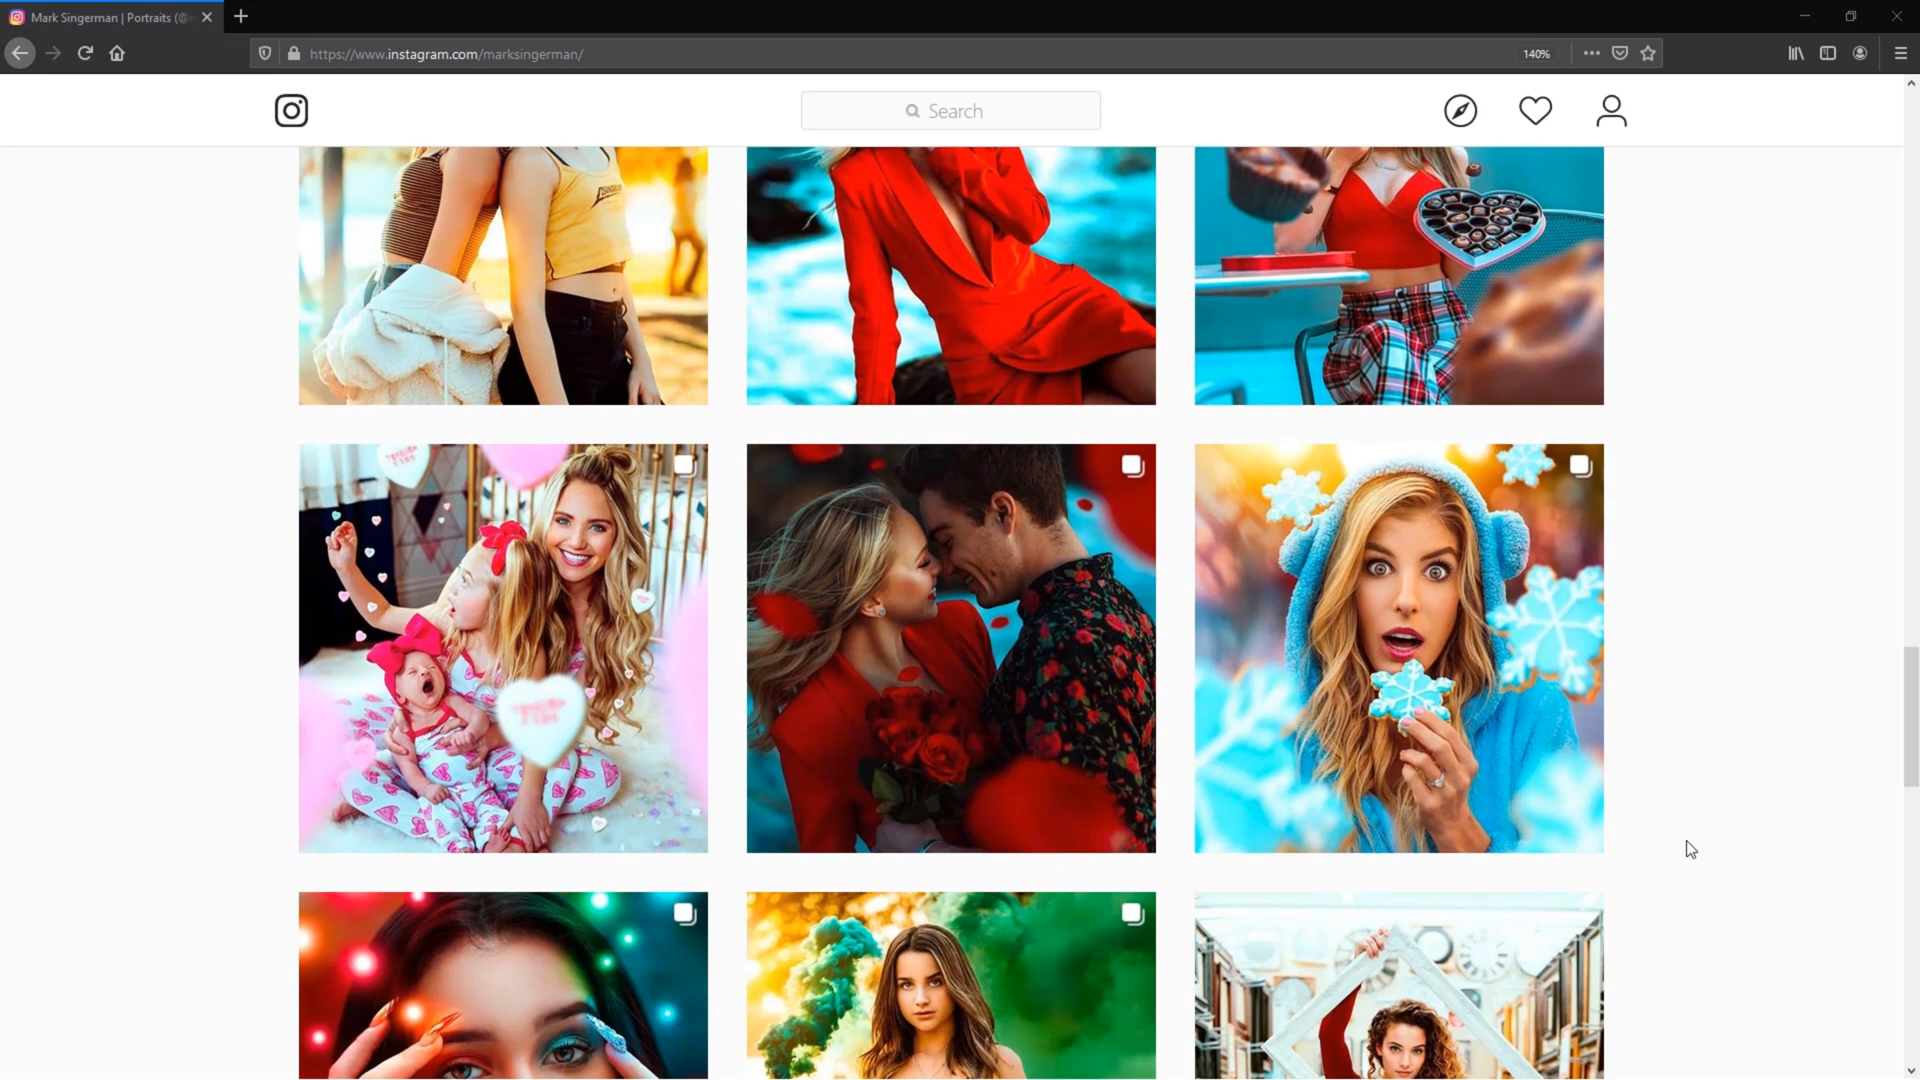 Mark Singerman | Portraits (@
https://www.instagram.com/marksingerman/
140%
Search